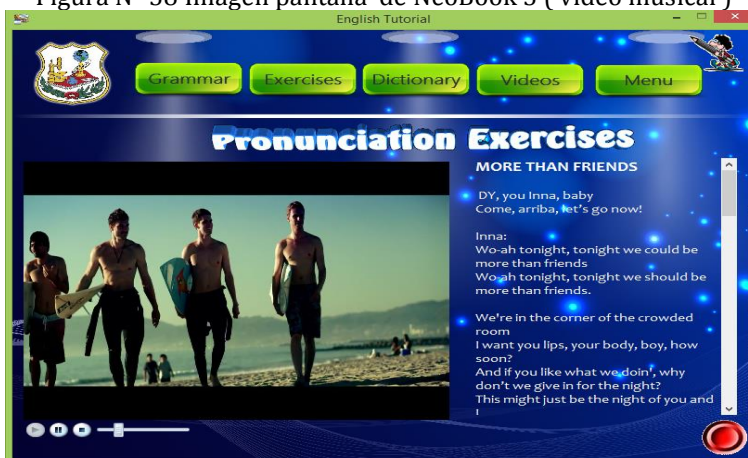 Figura N° 38 Imagen pantalla de NeoBook 5 ( video musical )
English Tutorial
Grammar
Exercises
Dictionary
Videos
Menu
Pronunciation Exercises
MORE THAN FRIENDS
DY, you Inna, baby
Come, arriba, let's go now!
Inna:
Wo-ah tonight, tonight we could be
more than friends
Wo-ah tonight, tonight we should be
more than friends.
We're in the corner of the crowded
room
I want you lips, your body, boy, how
soon?
And if you like what we doin', why
don't we give in for the night?
This might just be the night of you and